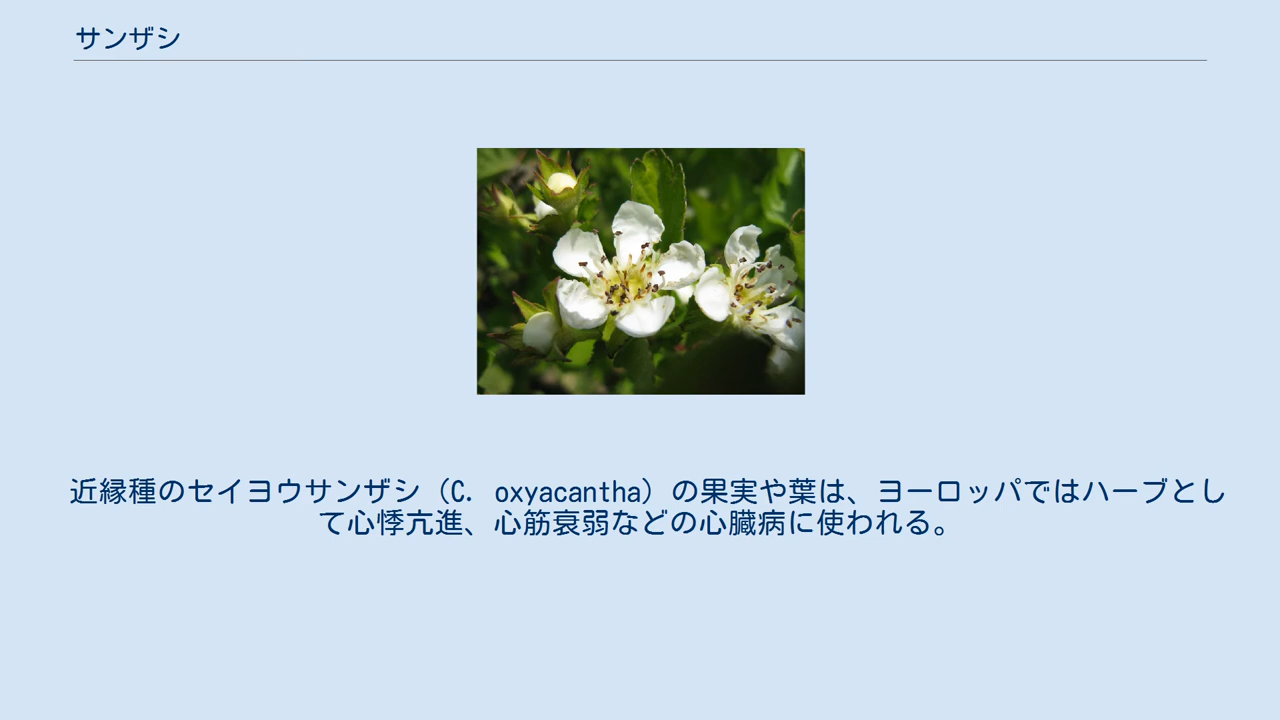 サンザシ
近縁種のセイヨウサンザシ（C. oxyacantha）の果実や葉は、ヨーロッパではハーブとし
て心悸亢進、心筋衰弱などの心臓病に使われる。